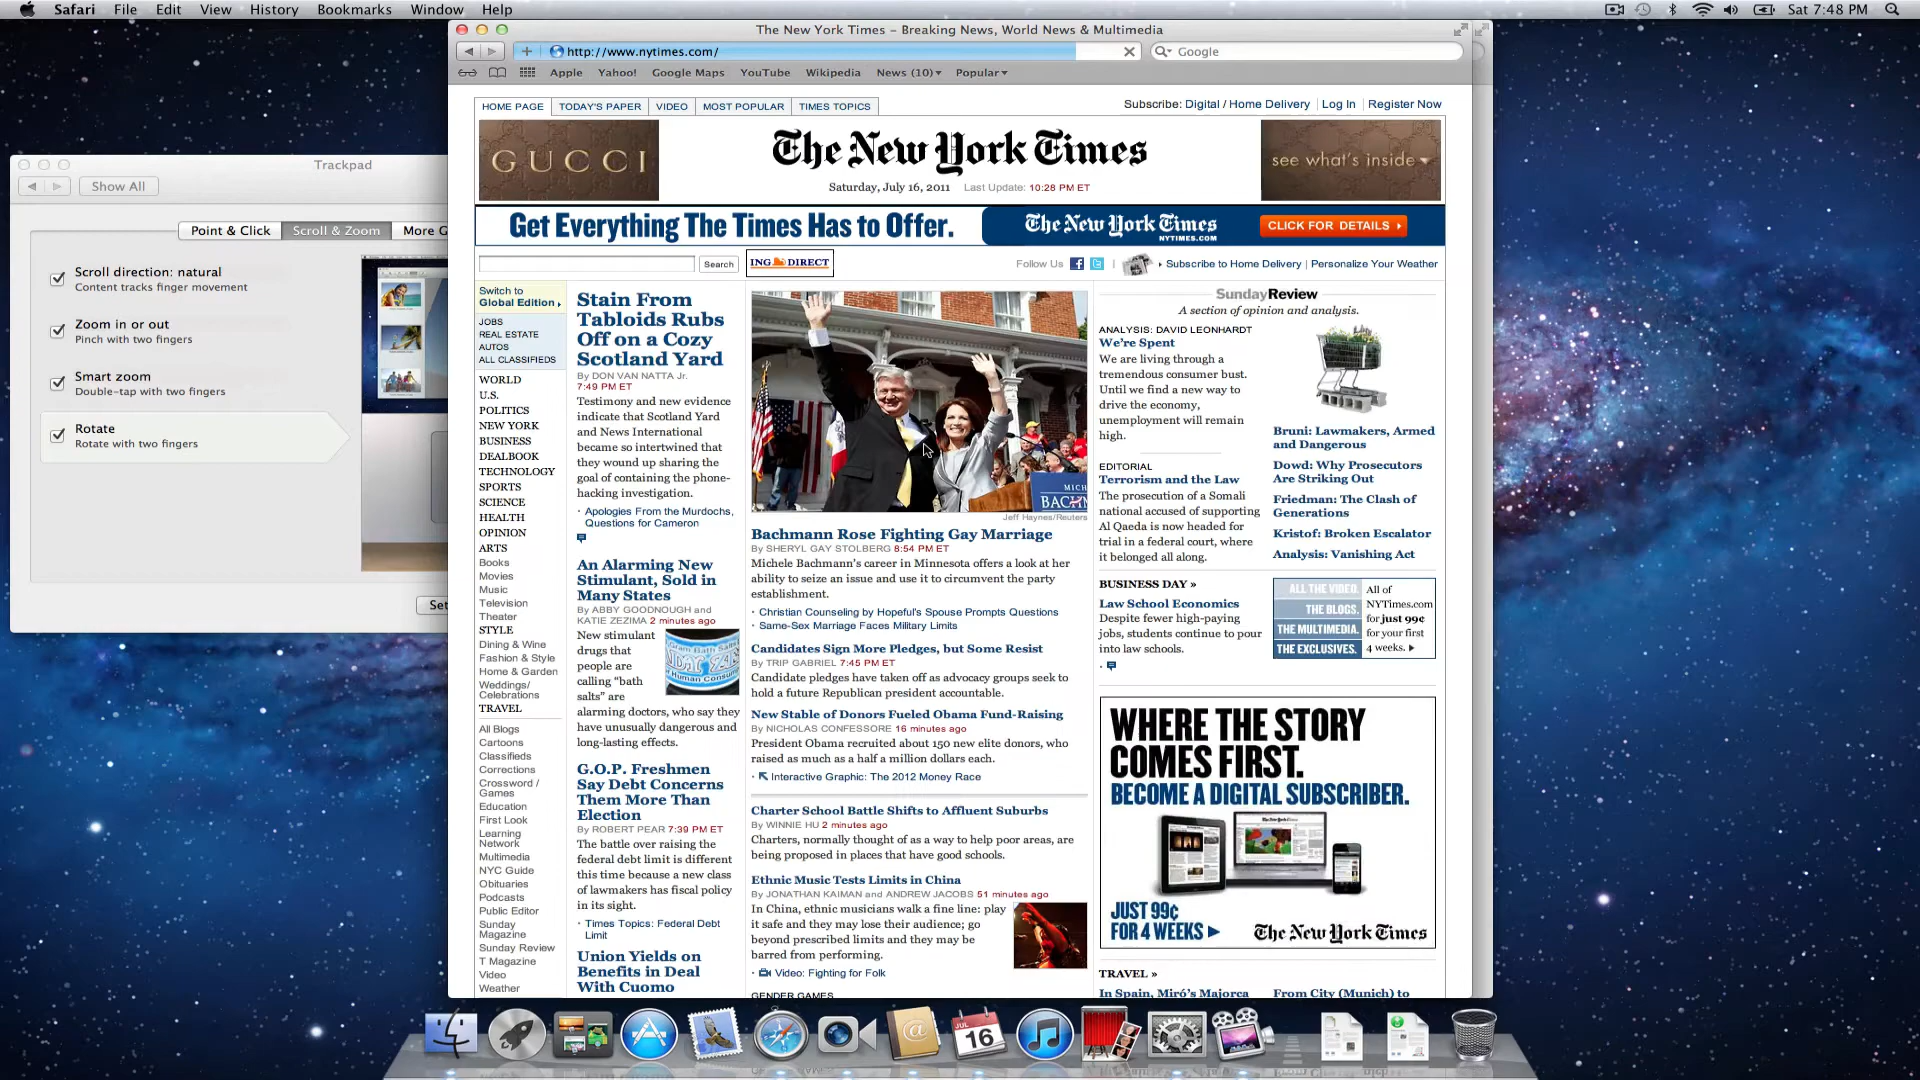 Safari File Edit View History Bookmarks Window Help
Sat 7:48 PM
Trackpad
Show All
Point & Click Scroll & Zoom More G
Scroll direction: natural
Content tracks finger movement
Zoom in or out
Pinch with two fingers
Smart zoom
Double-tap with two fingers
Rotate
Rotate with two fingers
Set
The New York Times – Breaking News, World News & Multimedia
http://www.nytimes.com/
Google
Apple Yahoo! Google Maps YouTube Wikipedia News (10) Popular
HOME PAGE TODAY'S PAPER VIDEO MOST POPULAR TIMES TOPICS
Subscribe: Digital / Home Delivery Log In Register Now
GUCCI
The New York Times
see what's inside
Saturday, July 16, 2011 Last Update: 10:28 PM ET
Get Everything The Times Has to Offer.
The New York Times
NYTIMES.COM
CLICK FOR DETAILS
Search
ING DIRECT
Follow Us
Subscribe to Home Delivery | Personalize Your Weather
Switch to
Global Edition
JOBS
REAL ESTATE
AUTOS
ALL CLASSIFIEDS
WORLD
U.S.
POLITICS
NEW YORK
BUSINESS
DEALBOOK
TECHNOLOGY
SPORTS
SCIENCE
HEALTH
OPINION
ARTS
Books
Movies
Music
Television
Theater
STYLE
Dining & Wine
Fashion & Style
Home & Garden
Weddings/
Celebrations
TRAVEL
All Blogs
Cartoons
Classifieds
Corrections
Crossword /
Games
Education
First Look
Learning
Network
Multimedia
NYC Guide
Obituaries
Podcasts
Public Editor
Sunday
Magazine
Sunday Review
T Magazine
Video
Weather
Stain From
Tabloids Rubs
Off on a Cozy
Scotland Yard
By DON VAN NATTA Jr.
7:49 PM ET
Testimony and new evidence
indicate that Scotland Yard
and News International
became so intertwined that
they wound up sharing the
goal of containing the phone-
hacking investigation.
Apologies From the Murdochs,
Questions for Cameron
An Alarming New
Stimulant, Sold in
Many States
By ABBY GOODNOUGH and
KATIE ZEZIMA 2 minutes ago
New stimulant
drugs that
people are
calling “bath
salts” are
alarming doctors, who say they
have unusually dangerous and
long-lasting effects.
G.O.P. Freshmen
Say Debt Concerns
Them More Than
Election
By ROBERT PEAR 7:39 PM ET
The battle over raising the
federal debt limit is different
this time because a new class
of lawmakers has fiscal policy
in its sight.
Times Topics: Federal Debt
Limit
Union Yields on
Benefits in Deal
With Cuomo
MICH
BACHM
Jeff Haynes/Reuters
Bachmann Rose Fighting Gay Marriage
By SHERYL GAY STOLBERG 8:54 PM ET
Michele Bachmann's career in Minnesota offers a look at her
ability to seize an issue and use it to circumvent the party
establishment.
Christian Counseling by Hopeful's Spouse Prompts Questions
Same-Sex Marriage Faces Military Limits
Candidates Sign More Pledges, but Some Resist
By TRIP GABRIEL 7:45 PM ET
Candidate pledges have taken off as advocacy groups seek to
hold a future Republican president accountable.
New Stable of Donors Fueled Obama Fund-Raising
By NICHOLAS CONFESSORE 16 minutes ago
President Obama recruited about 150 new elite donors, who
raised as much as a half a million dollars each.
Interactive Graphic: The 2012 Money Race
Charter School Battle Shifts to Affluent Suburbs
By WINNIE HU 2 minutes ago
Charters, normally thought of as a way to help poor areas, are
being proposed in places that have good schools.
Ethnic Music Tests Limits in China
By JONATHAN KAIMAN and ANDREW JACOBS 51 minutes ago
In China, ethnic musicians walk a fine line: play
it safe and they may lose their audience; go
beyond prescribed limits and they may be
barred from performing.
Video: Fighting for Folk
GENDER GAMES
SundayReview
A section of opinion and analysis.
ANALYSIS: DAVID LEONHARDT
We're Spent
We are living through a
tremendous consumer bust.
Until we find a new way to
drive the economy,
unemployment will remain
high.
EDITORIAL
Terrorism and the Law
The prosecution of a Somali
national accused of supporting
Al Qaeda is now headed for
trial in a federal court, where
it belonged all along.
Bruni: Lawmakers, Armed
and Dangerous
Dowd: Why Prosecutors
Are Striking Out
Friedman: The Clash of
Generations
Kristof: Broken Escalator
Analysis: Vanishing Act
BUSINESS DAY »
Law School Economics
Despite fewer high-paying
jobs, students continue to pour
into law schools.
ALL THE VIDEO.
THE BLOGS.
THE MULTIMEDIA.
THE EXCLUSIVES.
All of
NYTimes.com
for just 99¢
for your first
4 weeks.
WHERE THE STORY
COMES FIRST.
BECOME A DIGITAL SUBSCRIBER.
JUST 99¢
FOR 4 WEEKS
The New York Times
TRAVEL »
In Spain, Miró's Majorca
From City (Munich) to
JUL
16